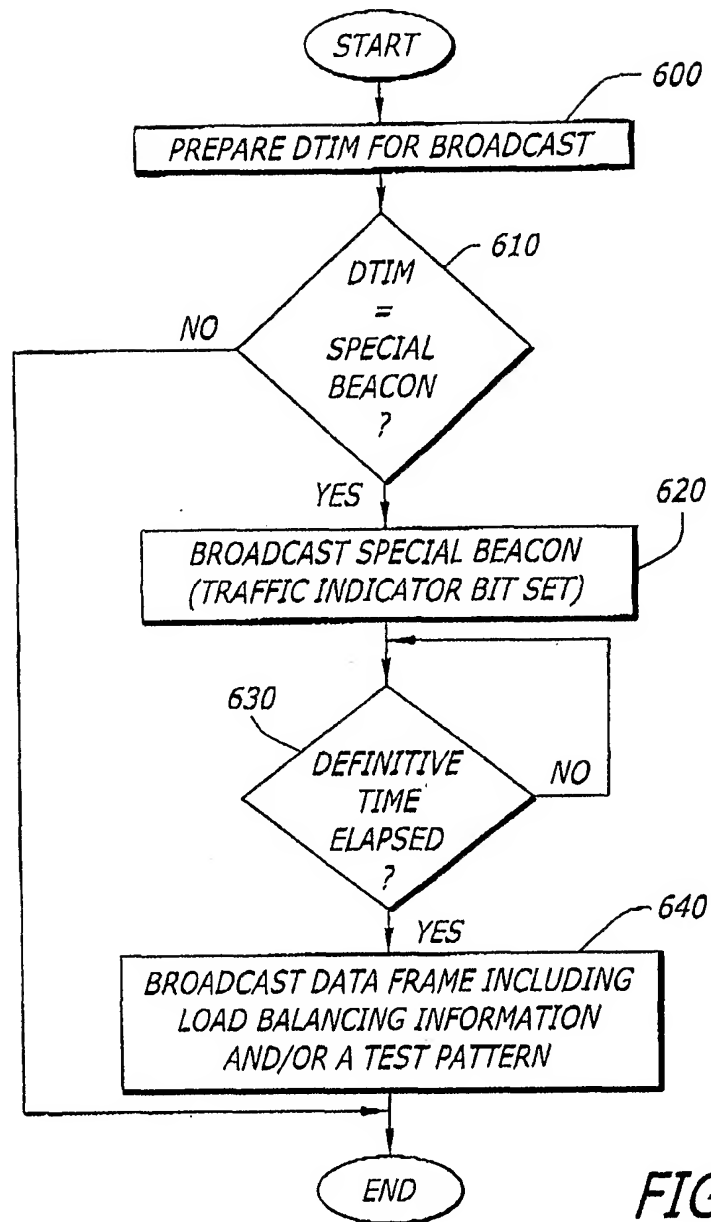 START
600
PREPARE DTIM FOR BROADCAST
610
DTIM
=
SPECIAL
BEACON
?
NO
YES
620
BROADCAST SPECIAL BEACON
(TRAFFIC INDICATOR BIT SET)
630
DEFINITIVE
TIME
ELAPSED
?
NO
YES
640
BROADCAST DATA FRAME INCLUDING
LOAD BALANCING INFORMATION
AND/OR A TEST PATTERN
END
FIG